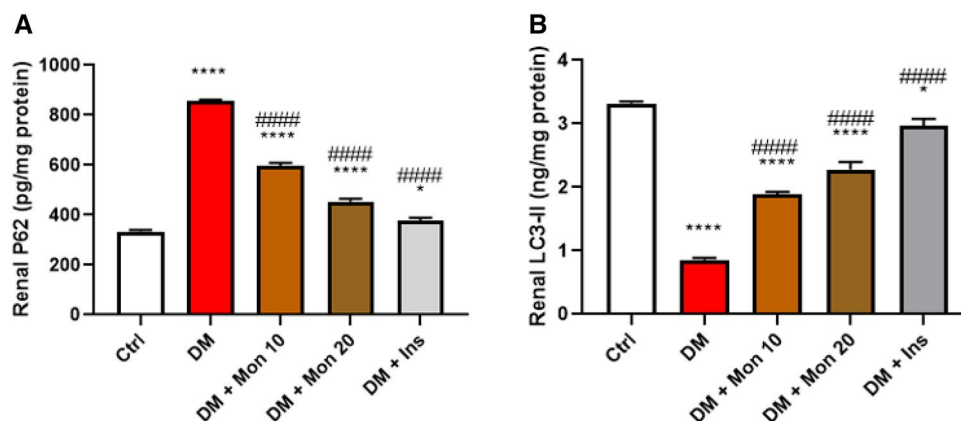 A
Renal P62 (pg/mg protein)
1000
800
600
400
200
0
****
####
****
####
****
####
*
Ctrl
DM
DM + Mon 10
DM + Mon 20
DM + Ins
B
Renal LC3-II (ng/mg protein)
4
3
2
1
0
****
####
****
####
****
####
*
Ctrl
DM
DM + Mon 10
DM + Mon 20
DM + Ins